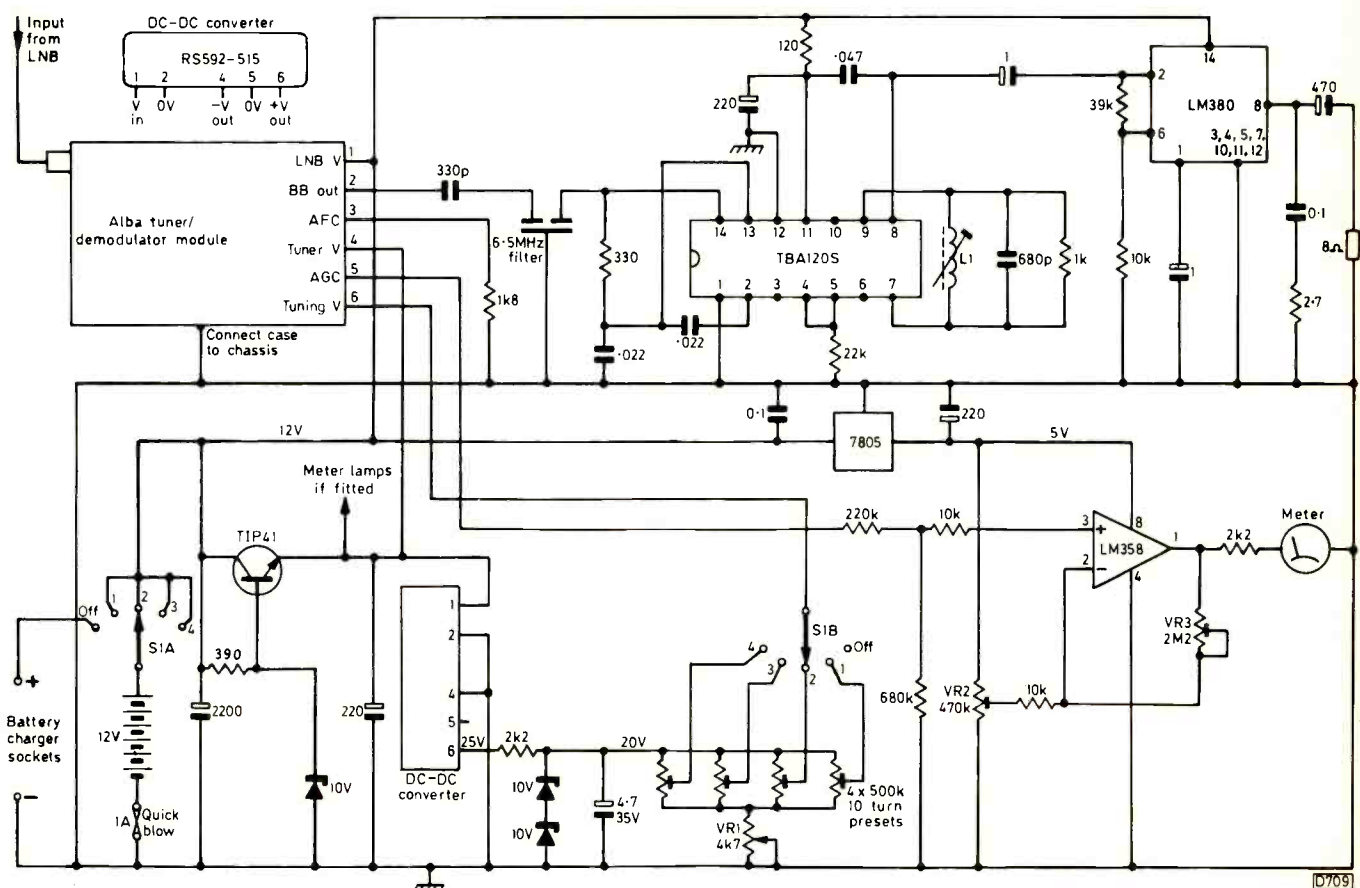 Input
from
LNB
DC-DC converter
RS592-515
1 2 4 5 6
V 0V -V 0V +V
in out out
Alba tuner/
demodulator module
LNB V 1
BB out 2
AFC 3
Tuner V 4
AGC 5
Tuning V 6
Connect case
to chassis
330p
6.5MHz
filter
1k8
330
·022
·022
120
·047
220
1
14 13 12 11 10 9 8
TBA120S
1 2 3 4 5 6 7
22k
L1
680p
1k
39k
10k
2
14
LM380
8
6
3, 4, 5, 7,
10, 11, 12
1
1
470
0·1
2·7
8Ω
12V
0·1
7805
220
5V
Meter lamps
if fitted
TIP41
Off
1
2
3
4
S1A
390
2200
220
10V
+
Battery
charger
sockets
-
12V
1A
Quick
blow
1
2
4
5
6
DC-DC
converter
25V
2k2
10V
10V
20V
4·7
35V
S1B
4
3
2
1
Off
4 x 500k
10 turn
presets
VR1
4k7
220k
10k
680k
VR2
470k
10k
3
+
8
LM358
1
2
-
4
2k2
Meter
VR3
2M2
D709